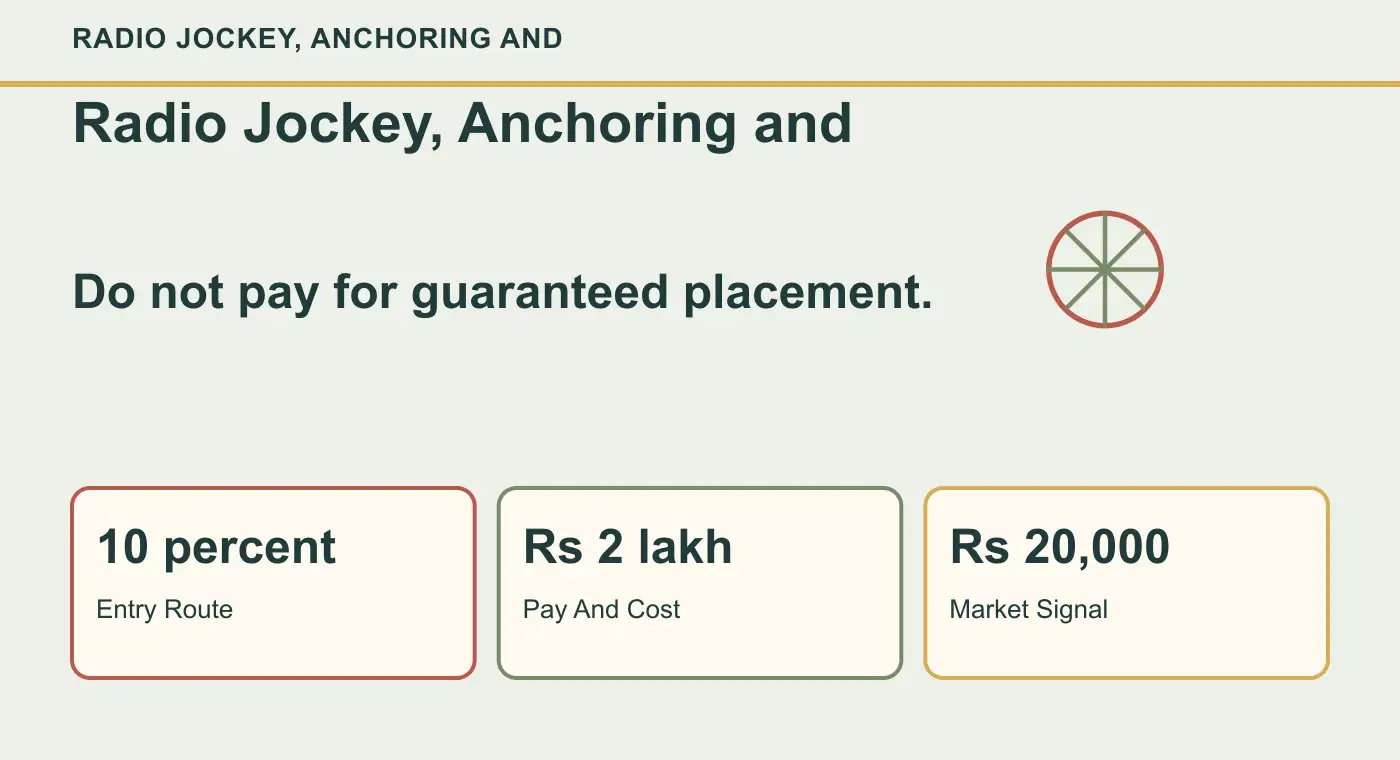 RADIO JOCKEY, ANCHORING AND
Radio Jockey, Anchoring and
Do not pay for guaranteed placement.
10 percent
Entry Route
Rs 2 lakh
Pay And Cost
Rs 20,000
Market Signal